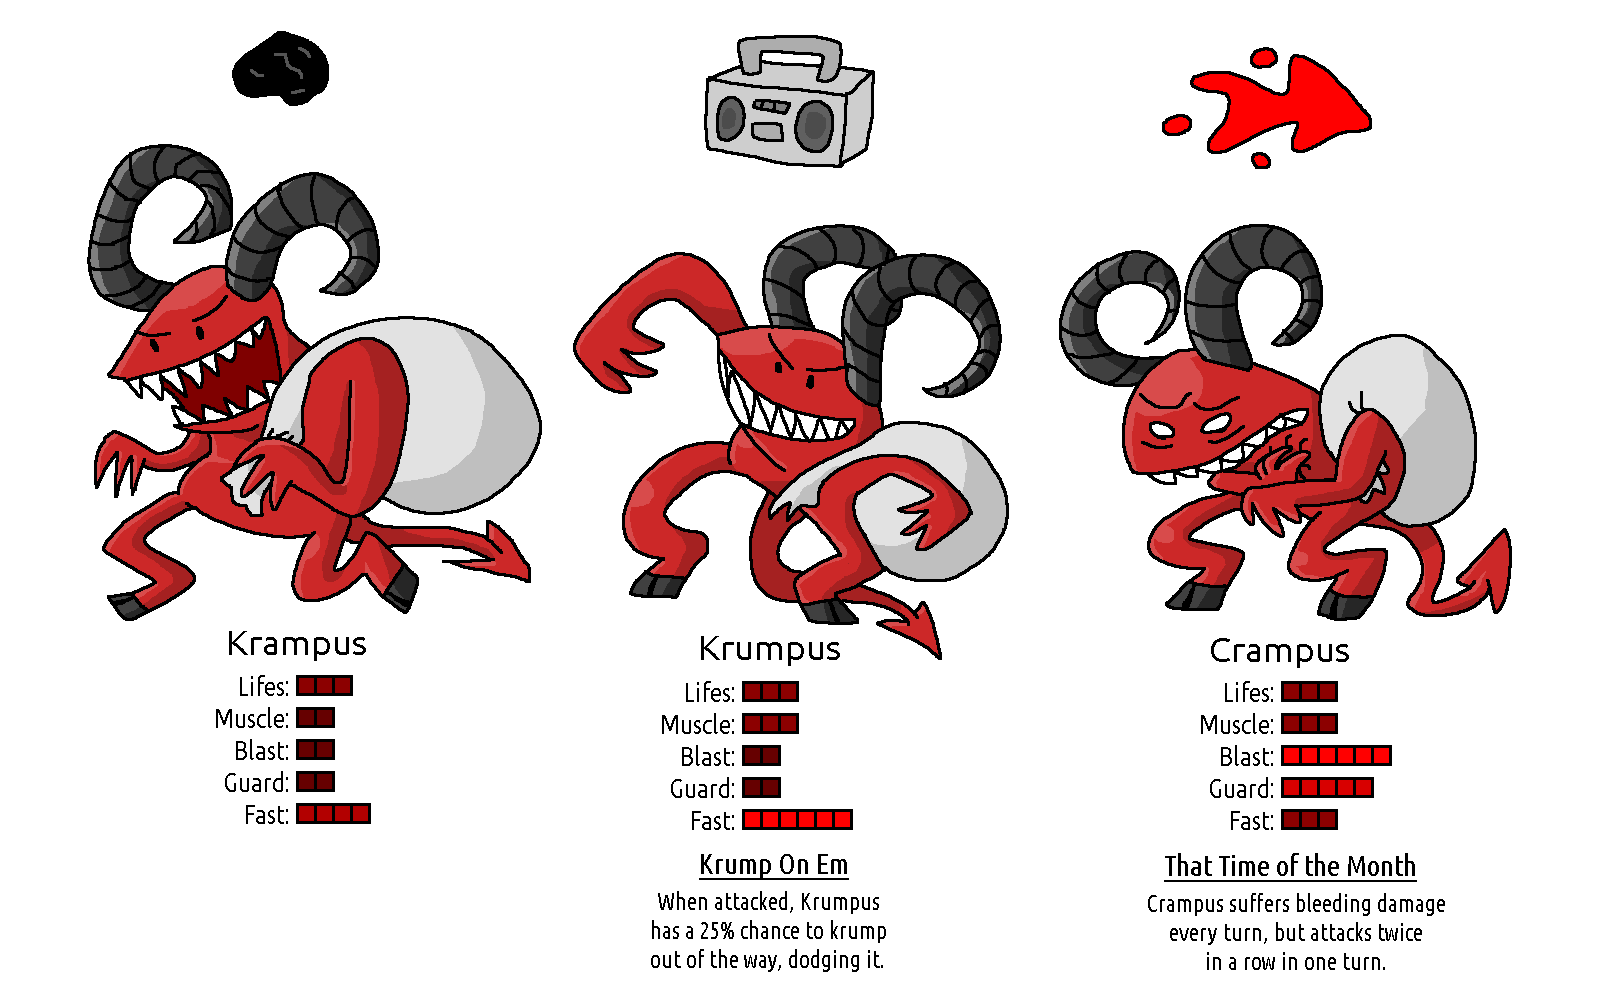 Krampus
Lifes:
Muscle:
Blast:
Guard:
Fast:
Krumpus
Lifes:
Muscle:
Blast:
Guard:
Fast:
Krump On Em
When attacked, Krumpus
has a 25% chance to krump
out of the way, dodging it.
Crampus
Lifes:
Muscle:
Blast:
Guard:
Fast:
That Time of the Month
Crampus suffers bleeding damage
every turn, but attacks twice
in a row in one turn.